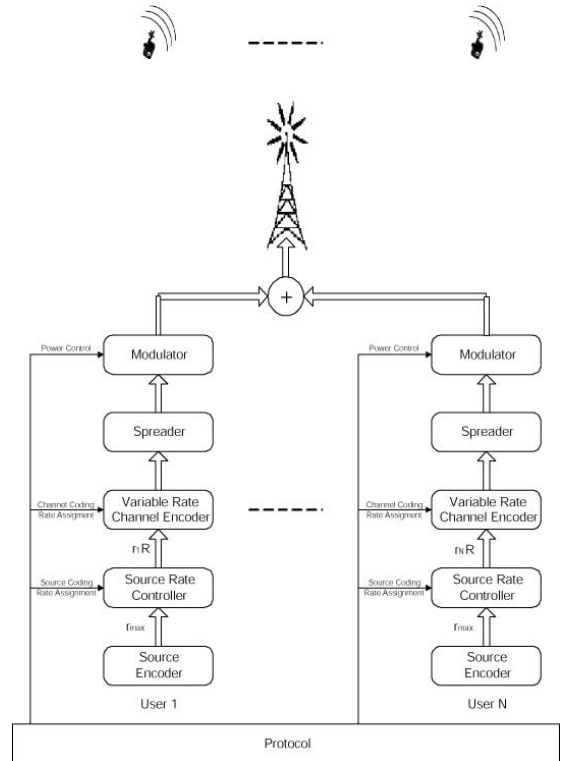 +
Power Control
Modulator
Power Control
Modulator
Spreader
Spreader
Channel Coding
Rate Assigment
Variable Rate
Channel Encoder
Channel Coding
Rate Assigment
Variable Rate
Channel Encoder
r1R
rNR
Source Coding
Rate Assignment
Source Rate
Controller
Source Coding
Rate Assignment
Source Rate
Controller
rmax
rmax
Source
Encoder
Source
Encoder
User 1
User N
Protocol